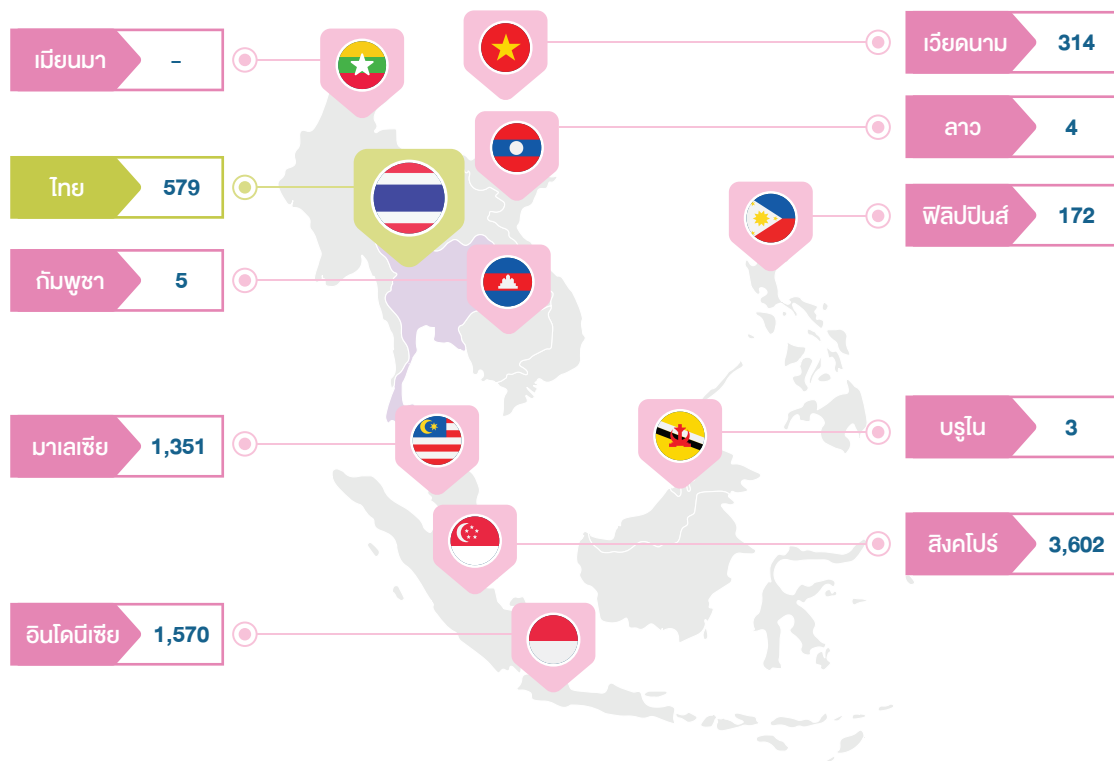 เมียนมา –
เวียดนาม 314
ลาว 4
ไทย 579
ฟิลิปปินส์ 172
กัมพูชา 5
มาเลเซีย 1,351
บรูไน 3
สิงคโปร์ 3,602
อินโดนีเซีย 1,570